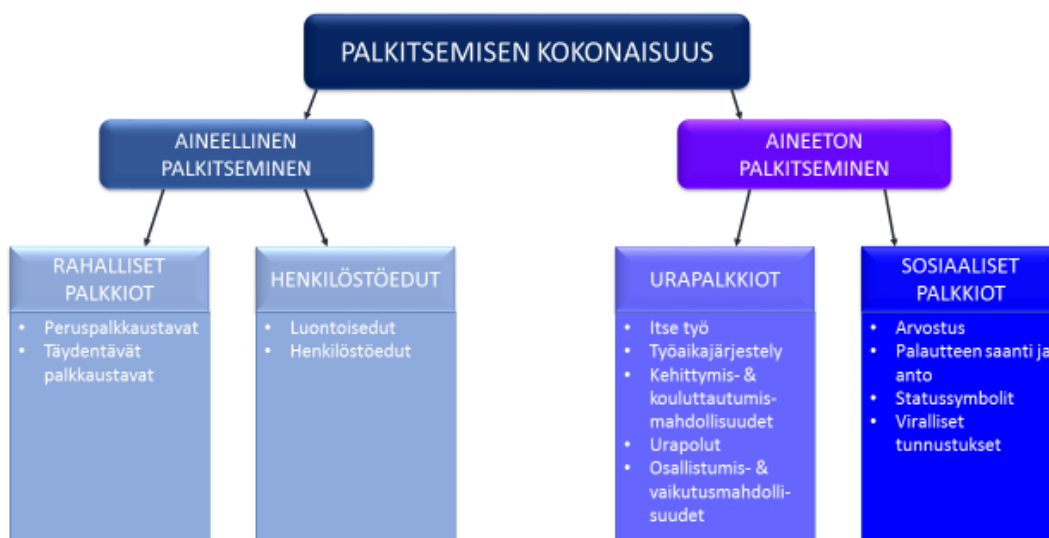 PALKITSEMISEN KOKONAISUUS
AINEELLINEN
PALKITSEMINEN
AINEETON
PALKITSEMINEN
RAHALLISET
PALKKIOT
• Peruspalkkaustavat
• Täydentävät
palkkaustavat
HENKILÖSTÖEDUT
• Luontoisedut
• Henkilöstöedut
URAPALKKIOT
• Itse työ
• Työaikajärjestely
• Kehittymis- &
kouluttautumis-
mahdollisuudet
• Urapolut
• Osallistumis- &
vaikutusmahdolli-
suudet
SOSIAALISET
PALKKIOT
• Arvostus
• Palautteen saanti ja
anto
• Statussymbolit
• Viralliset
tunnustukset